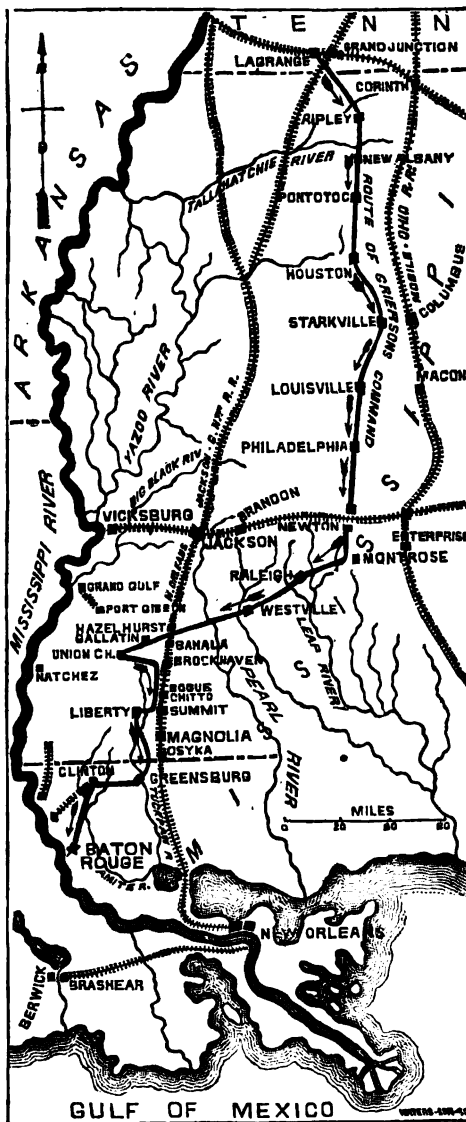 TENN
LAGRANGE
GRAND JUNCTION
CORINTH
RIPLEY
ARKANSAS
TALLAHATCHIE RIVER
NEW ALBANY
PONTOTOC
ROUTE OF GRIERSONS COMMAND
MOBILE & OHIO R.R.
HOUSTON
COLUMBUS
STARKVILLE
YAZOO RIVER
LOUISVILLE
MACON
PHILADELPHIA
BIG BLACK RIV.
MISSISSIPPI RIVER
VICKSBURG
JACKSON
BRANDON
NEWTON
ENTERPRISE
MONTROSE
RALEIGH
GRAND GULF
PORT GIBSON
WESTVILLE
HAZELHURST
GALLATIN
UNION CH.
BAHALA
BROCKHAVEN
LEAF RIVER
NATCHEZ
BOGUE
CHITTO
LIBERTY
SUMMIT
PEARL RIVER
MAGNOLIA
OSYKA
CLINTON
GREENSBURG
MILES
0 20 60 80
BATON
ROUGE
AMITE R.
NEW ORLEANS
BERWICK
BRASHEAR
GULF OF MEXICO